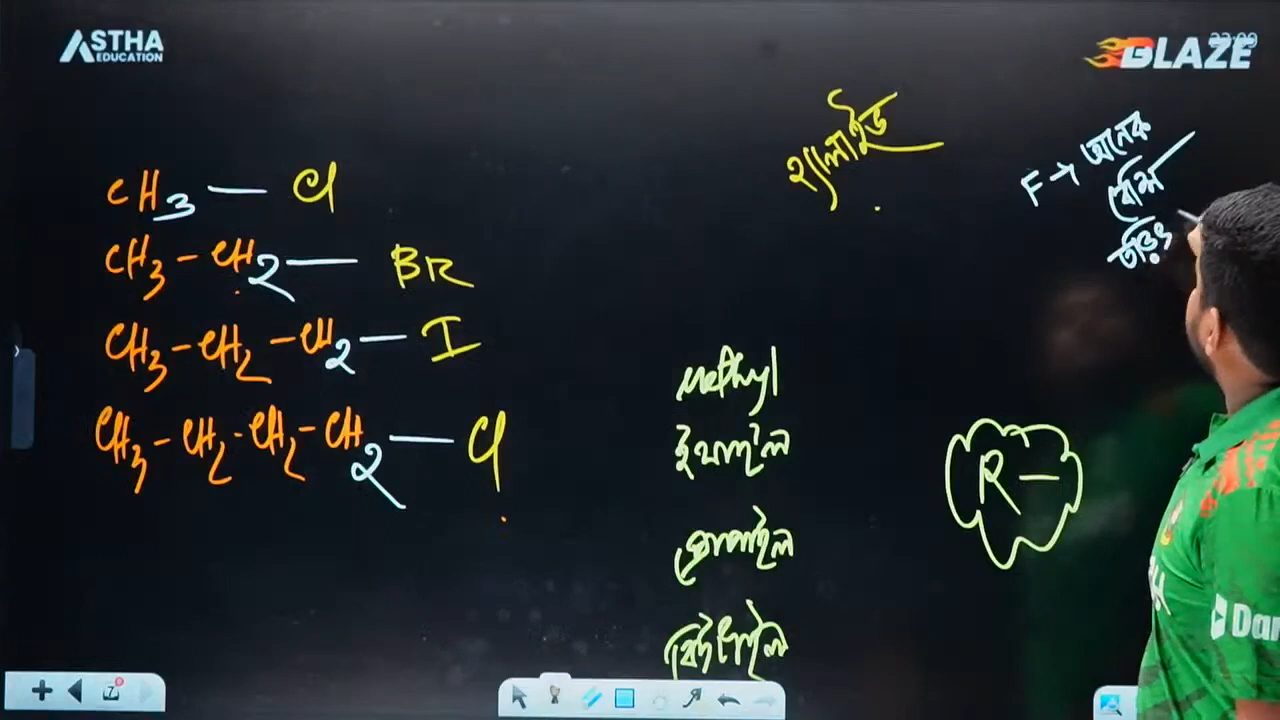 ASTHA
EDUCATION
BLAZE
হ্যালাইড
F → অনেক
বেশি
তড়িৎ
CH3 — Cl
CH3 - CH2 — BR
CH3 - CH2 - CH2 — I
CH3 - CH2 - CH2 - CH2 — Cl
Methyl
ইথাইল
প্রোপাইল
বিউটাইল
R —
Dar